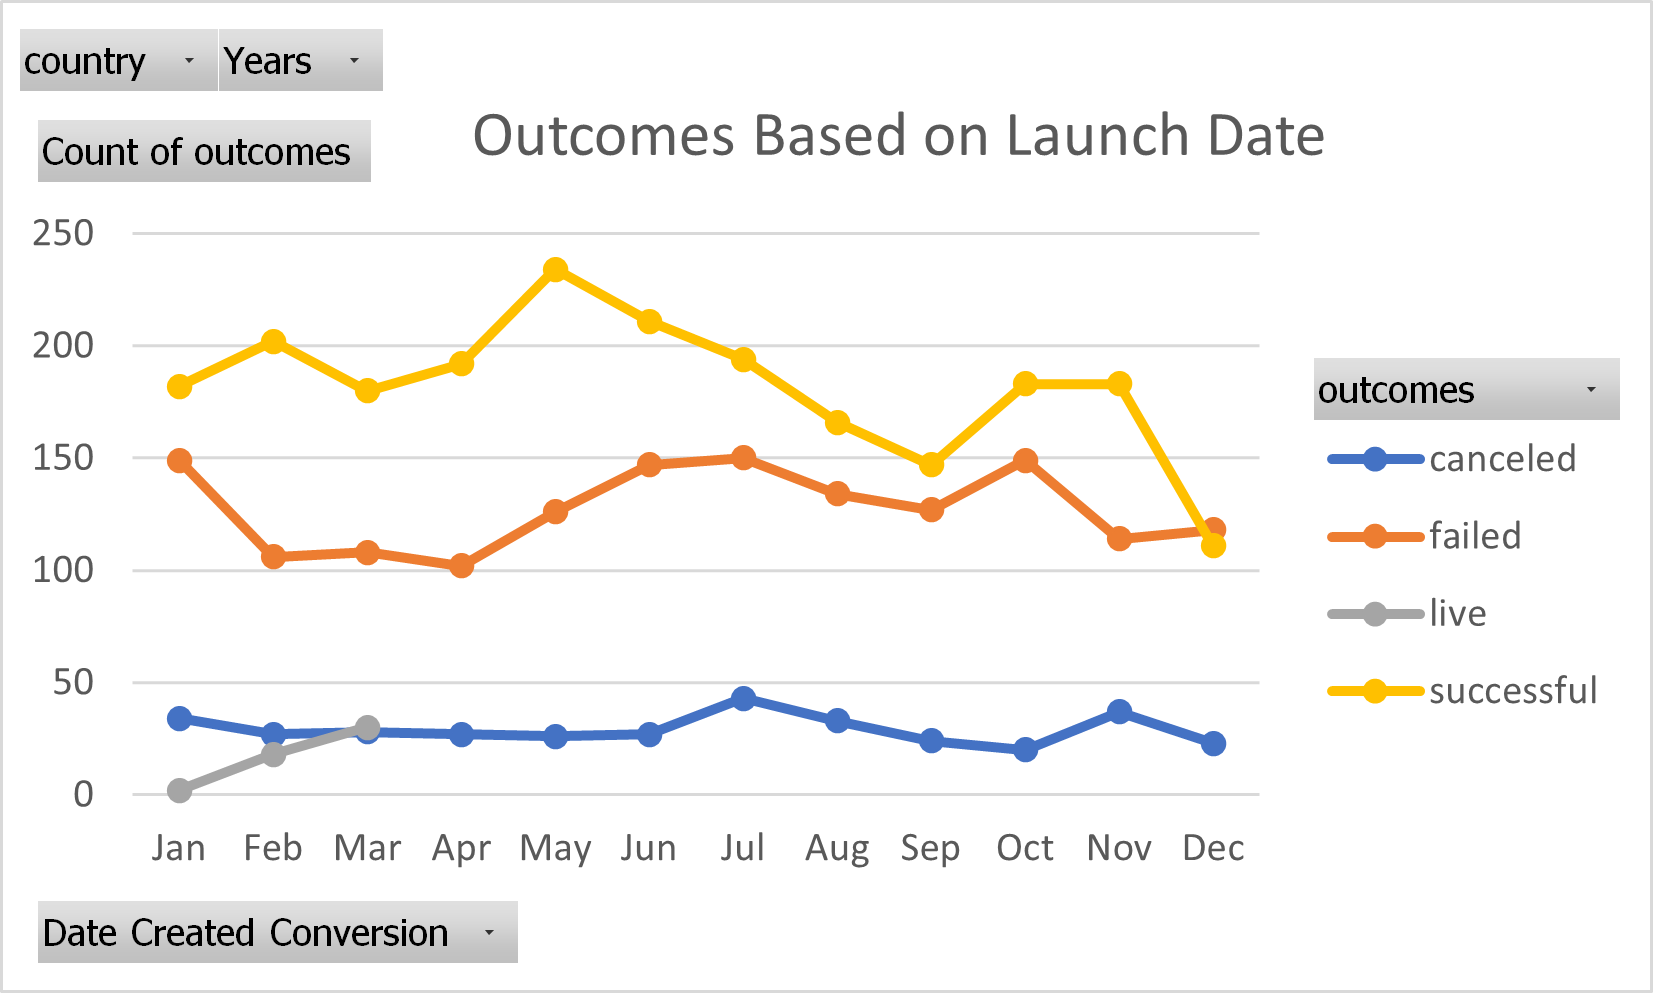 country Years
Count of outcomes
Outcomes Based on Launch Date
250
200
150
100
50
0
Jan Feb Mar Apr May Jun Jul Aug Sep Oct Nov Dec
outcomes
canceled
failed
live
successful
Date Created Conversion